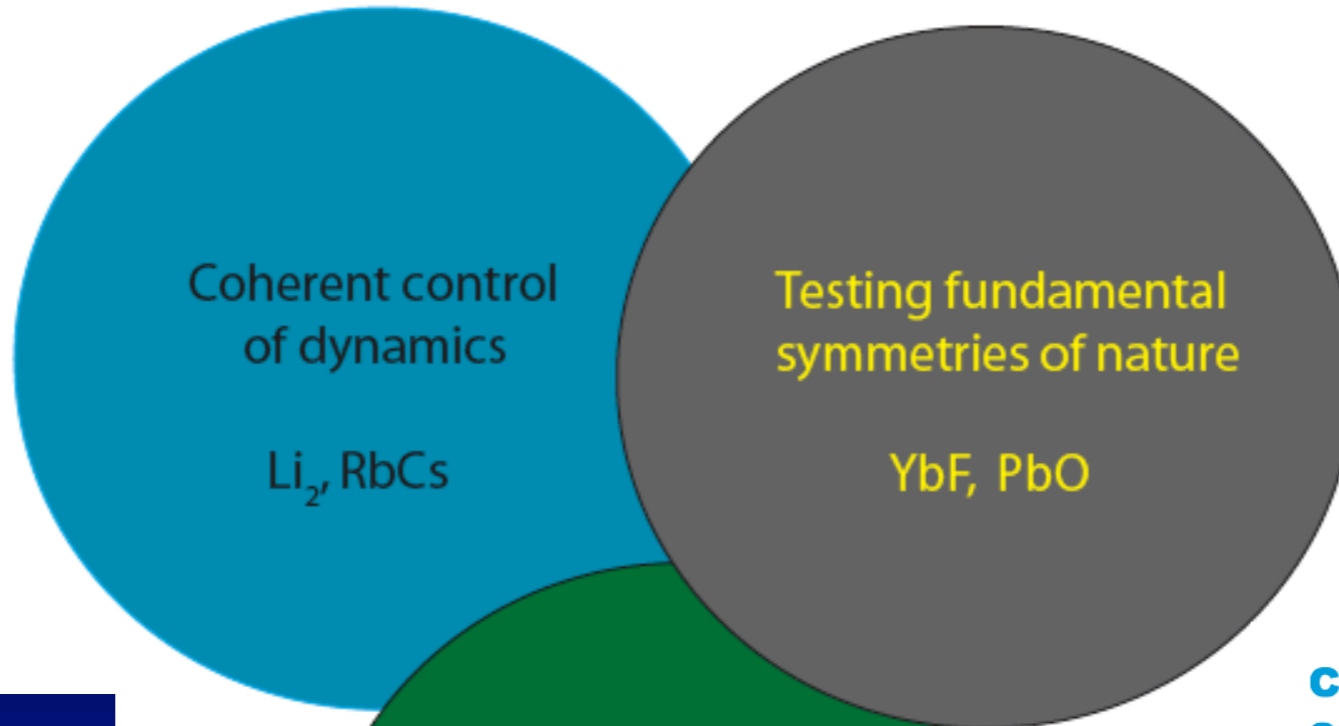 Coherent control
of dynamics
Li₂, RbCs
Testing fundamental
symmetries of nature
YbF, PbO
c